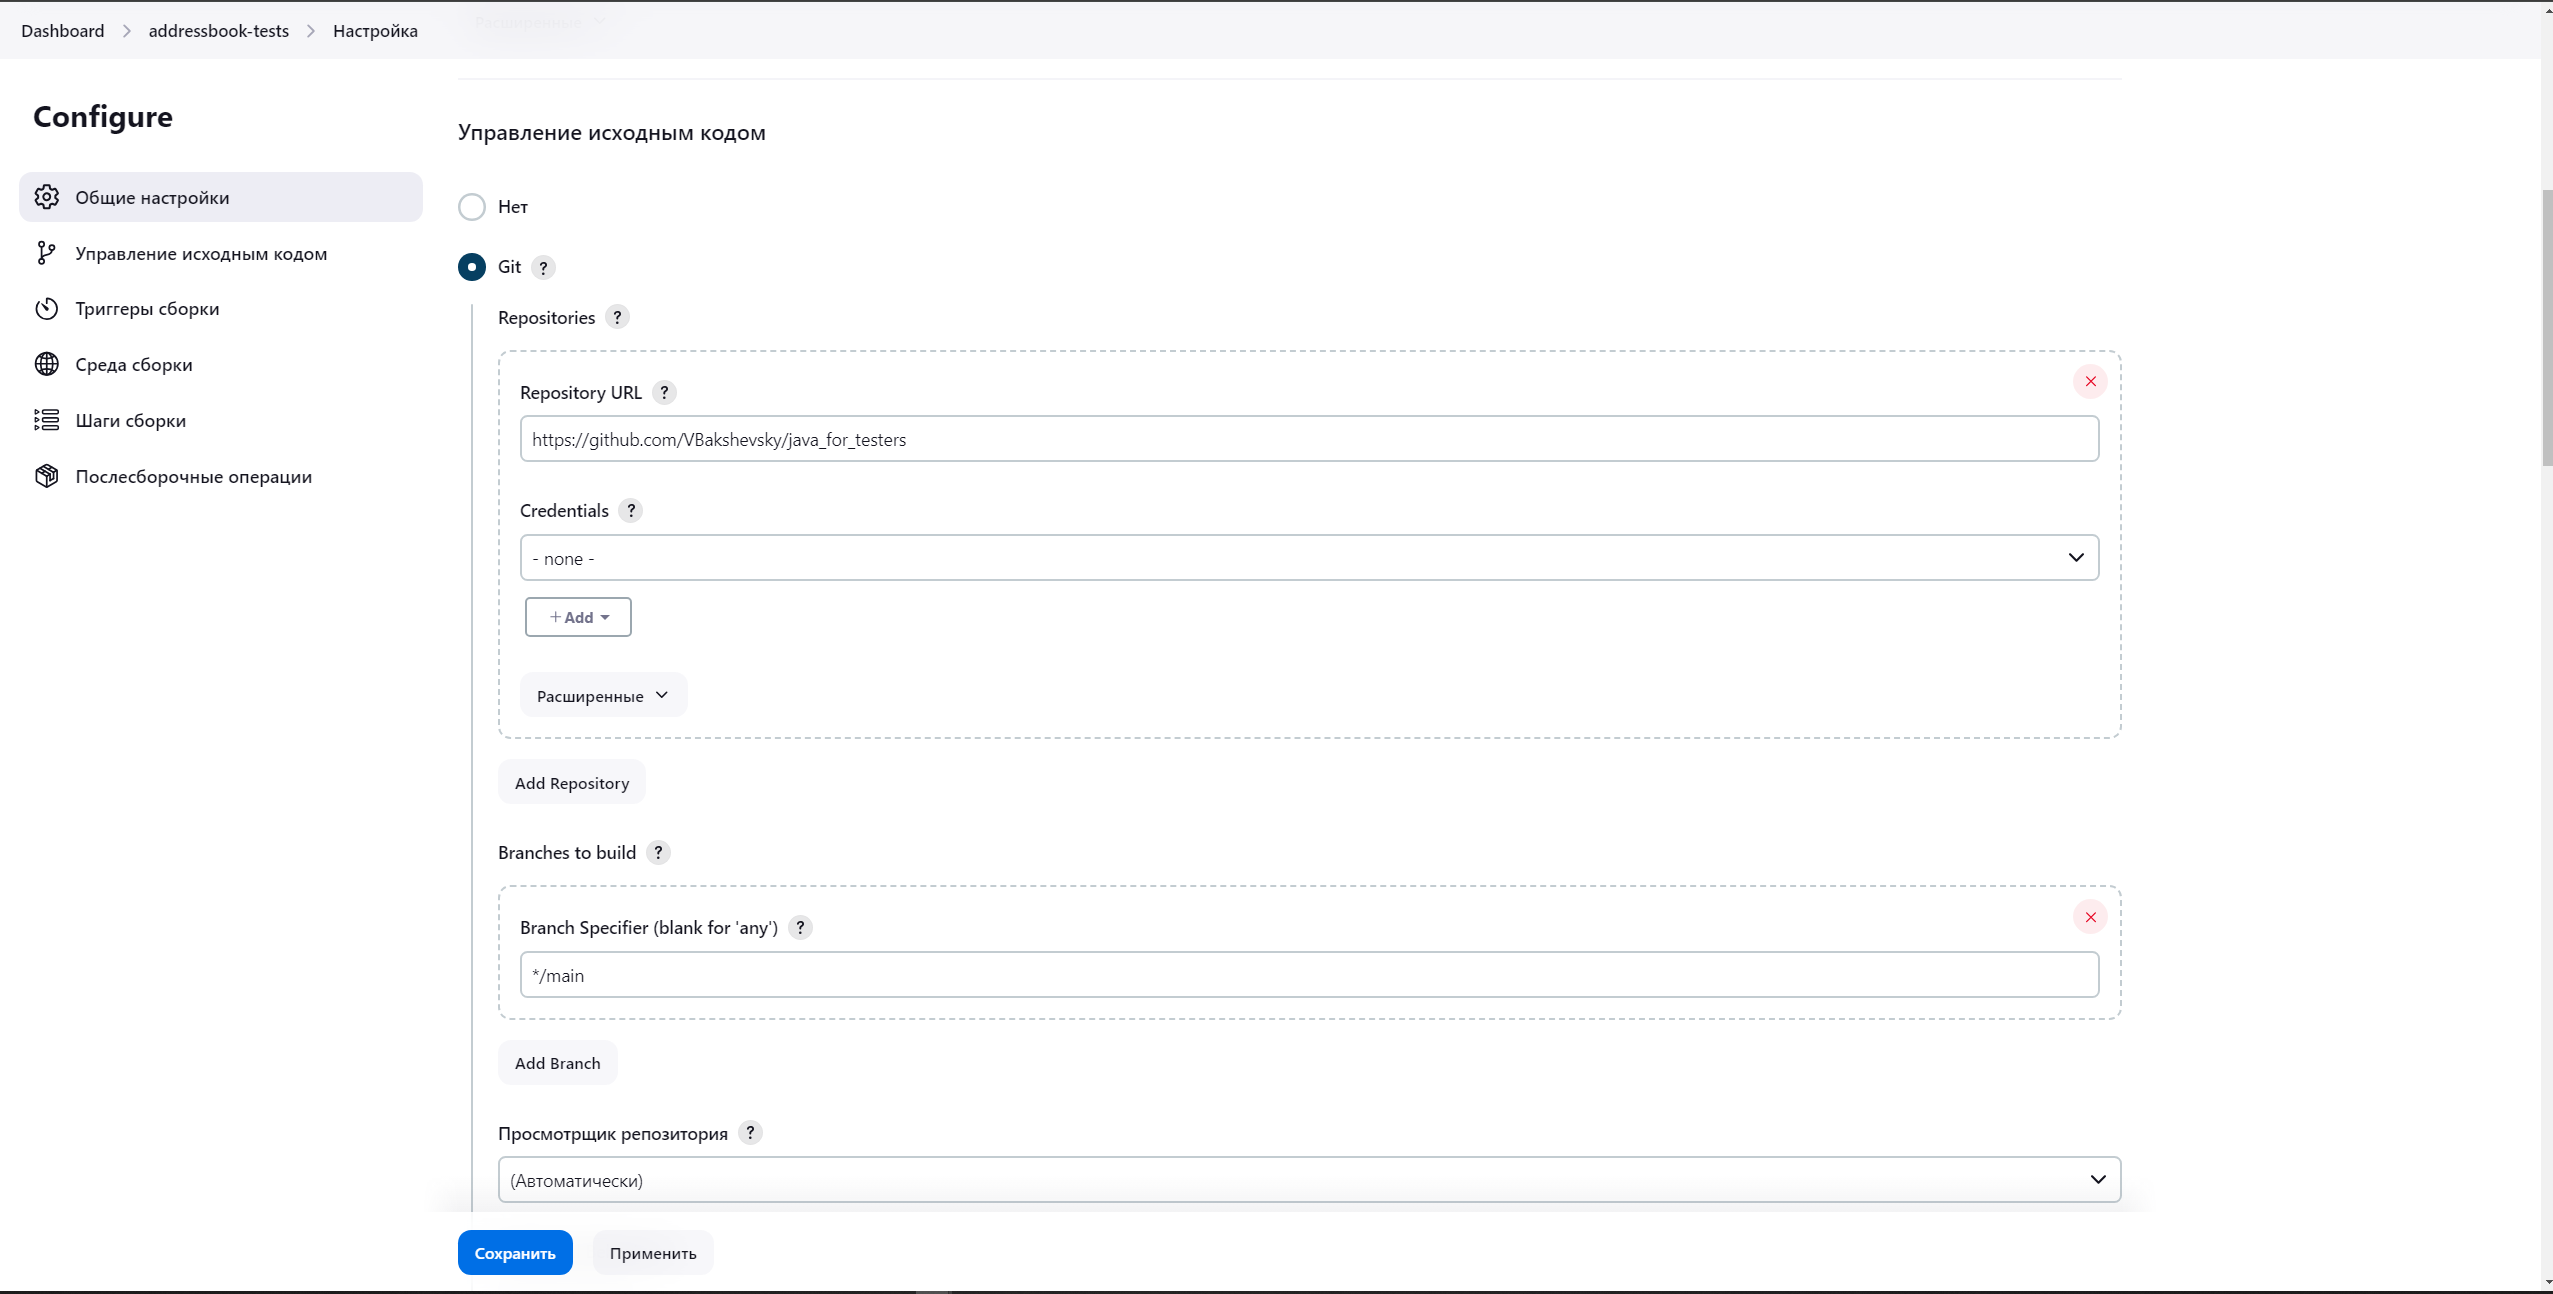 Dashboard > addressbook-tests > Настройка
Расширенные
Configure
Общие настройки
Управление исходным кодом
Триггеры сборки
Среда сборки
Шаги сборки
Послесборочные операции
Управление исходным кодом
Нет
Git ?
Repositories ?
Repository URL ?
https://github.com/VBakshevsky/java_for_testers
Credentials ?
- none -
+ Add
Расширенные
Add Repository
Branches to build ?
Branch Specifier (blank for 'any') ?
*/main
Add Branch
Просмотрщик репозитория ?
(Автоматически)
Сохранить
Применить